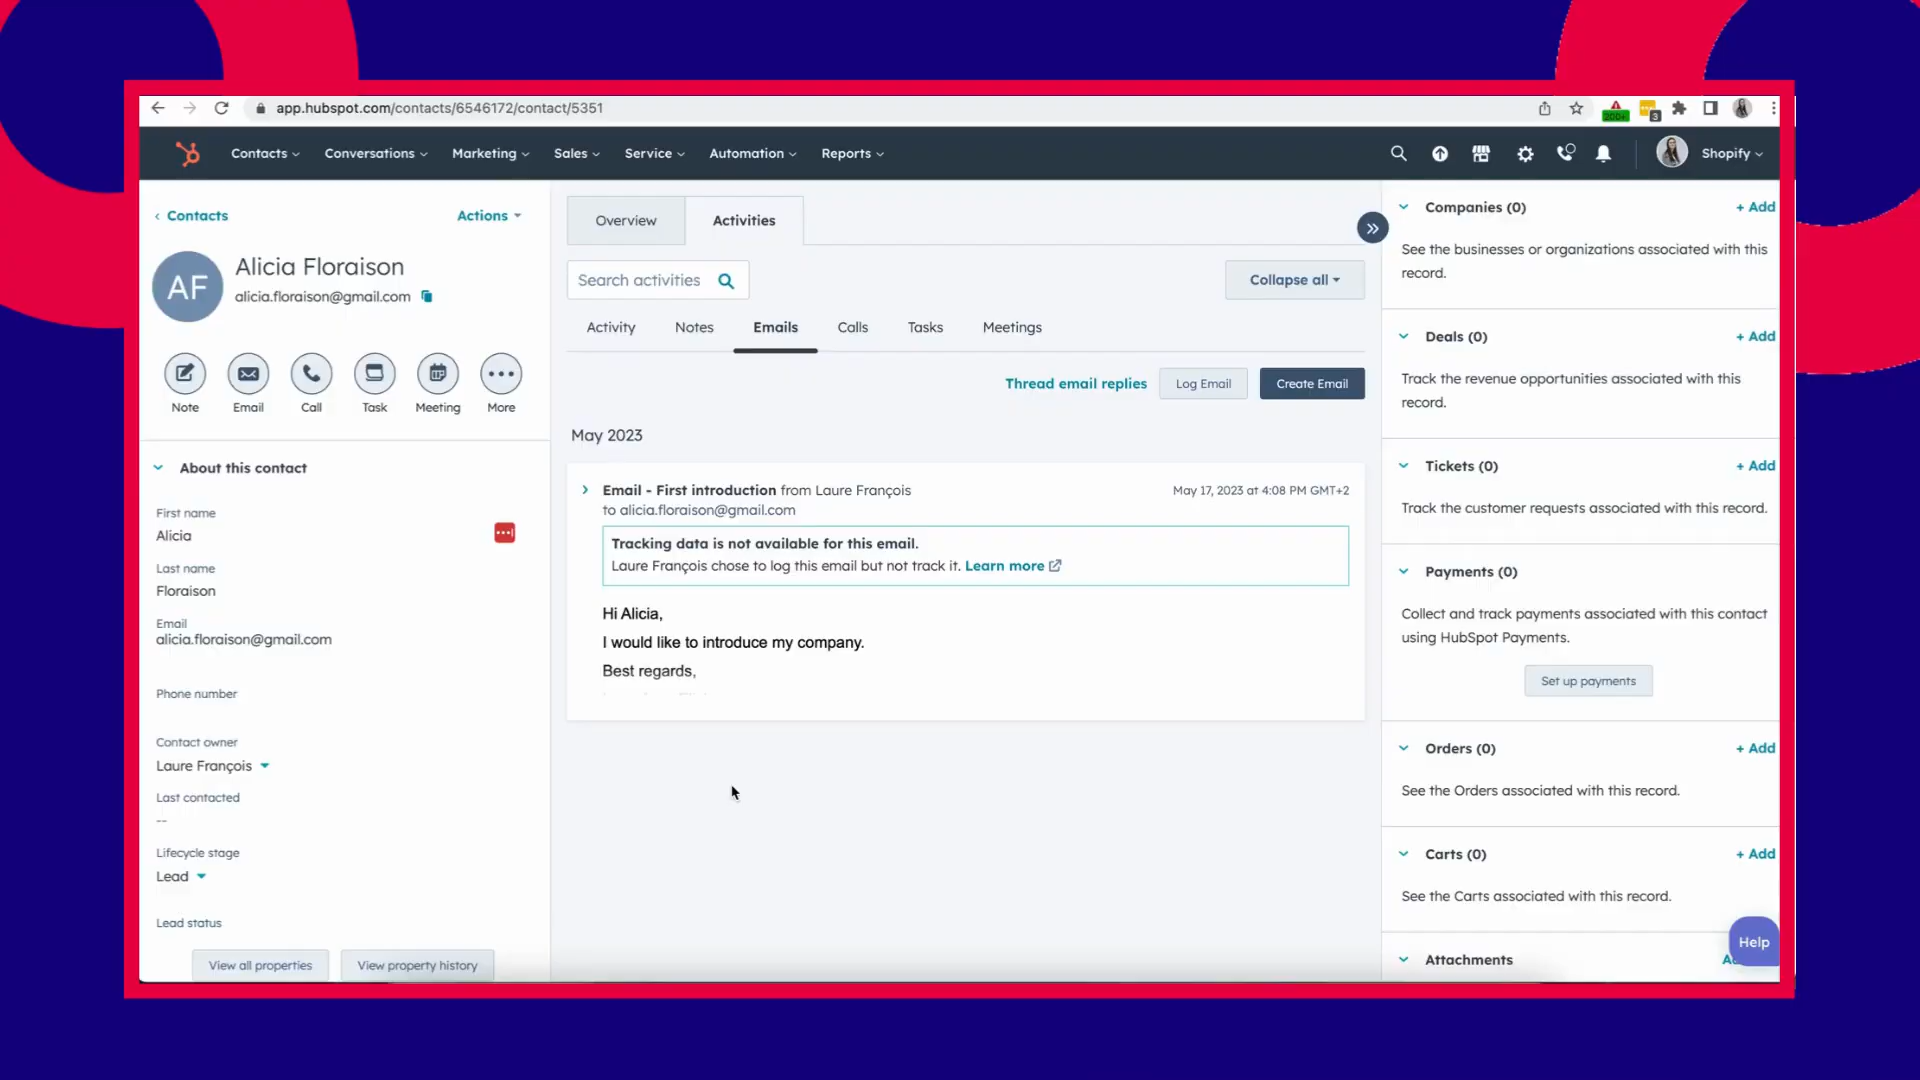 app.hubspot.com/contacts/6546172/contact/5351
200+
3
Contacts
Conversations
Marketing
Sales
Service
Automation
Reports
Shopify
Contacts
Actions
AF
Alicia Floraison
alicia.floraison@gmail.com
Note
Email
Call
Task
Meeting
More
About this contact
First name
Alicia
Last name
Floraison
Email
alicia.floraison@gmail.com
Phone number
Contact owner
Laure François
Last contacted
--
Lifecycle stage
Lead
Lead status
View all properties
View property history
Overview
Activities
Search activities
Collapse all
Activity
Notes
Emails
Calls
Tasks
Meetings
Thread email replies
Log Email
Create Email
May 2023
Email - First introduction from Laure François
May 17, 2023 at 4:08 PM GMT+2
to alicia.floraison@gmail.com
Tracking data is not available for this email.
Laure François chose to log this email but not track it. Learn more
Hi Alicia,
I would like to introduce my company.
Best regards,
Companies (0)
+ Add
See the businesses or organizations associated with this
record.
Deals (0)
+ Add
Track the revenue opportunities associated with this
record.
Tickets (0)
+ Add
Track the customer requests associated with this record.
Payments (0)
Collect and track payments associated with this contact
using HubSpot Payments.
Set up payments
Orders (0)
+ Add
See the Orders associated with this record.
Carts (0)
+ Add
See the Carts associated with this record.
Help
Attachments